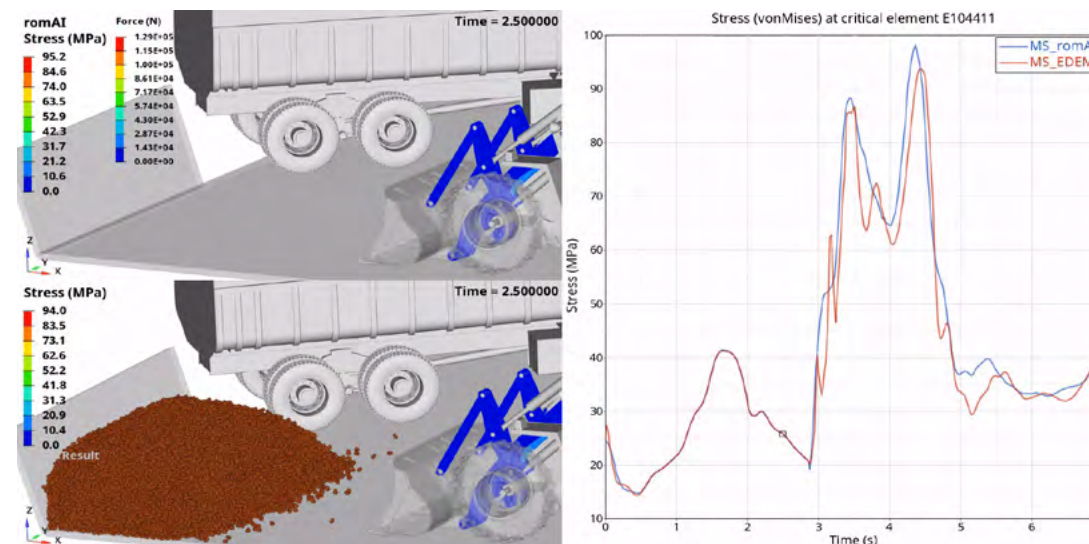 romAI
Stress (MPa)
95.2
84.6
74.0
63.5
52.9
42.3
31.7
21.2
10.6
0.0
Force (N)
1.29E+05
1.15E+05
1.00E+05
8.61E+04
7.17E+04
5.74E+04
4.30E+04
2.87E+04
1.43E+04
0.00E+00
Time = 2.500000
Z
Y
X
Stress (MPa)
94.0
83.5
73.1
62.6
52.2
41.8
31.3
20.9
10.4
0.0
Time = 2.500000
Result
Z
Y
X
Stress (vonMises) at critical element E104411
MS_romA
MS_EDEM
Stress (MPa)
100
90
80
70
60
50
40
30
20
10
0
1
2
3
4
5
6
Time (s)